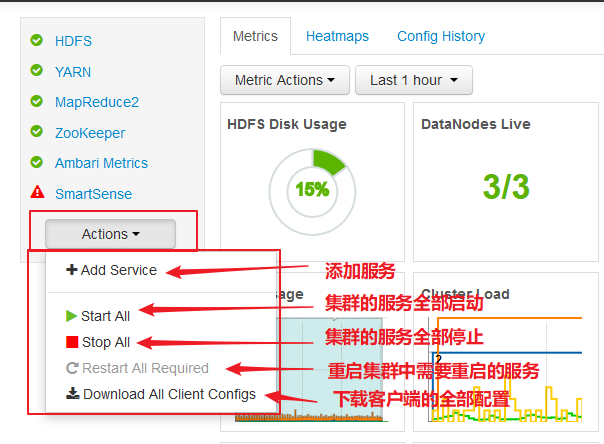 HDFS
YARN
MapReduce2
ZooKeeper
Ambari Metrics
SmartSense
Actions
Add Service
Start All
Stop All
Restart All Required
Download All Client Configs
Metrics
Heatmaps
Config History
Metric Actions
Last 1 hour
HDFS Disk Usage
15%
DataNodes Live
3/3
Cluster Load
2
添加服务
集群的服务全部启动
集群的服务全部停止
重启集群中需要重启的服务
下载客户端的全部配置